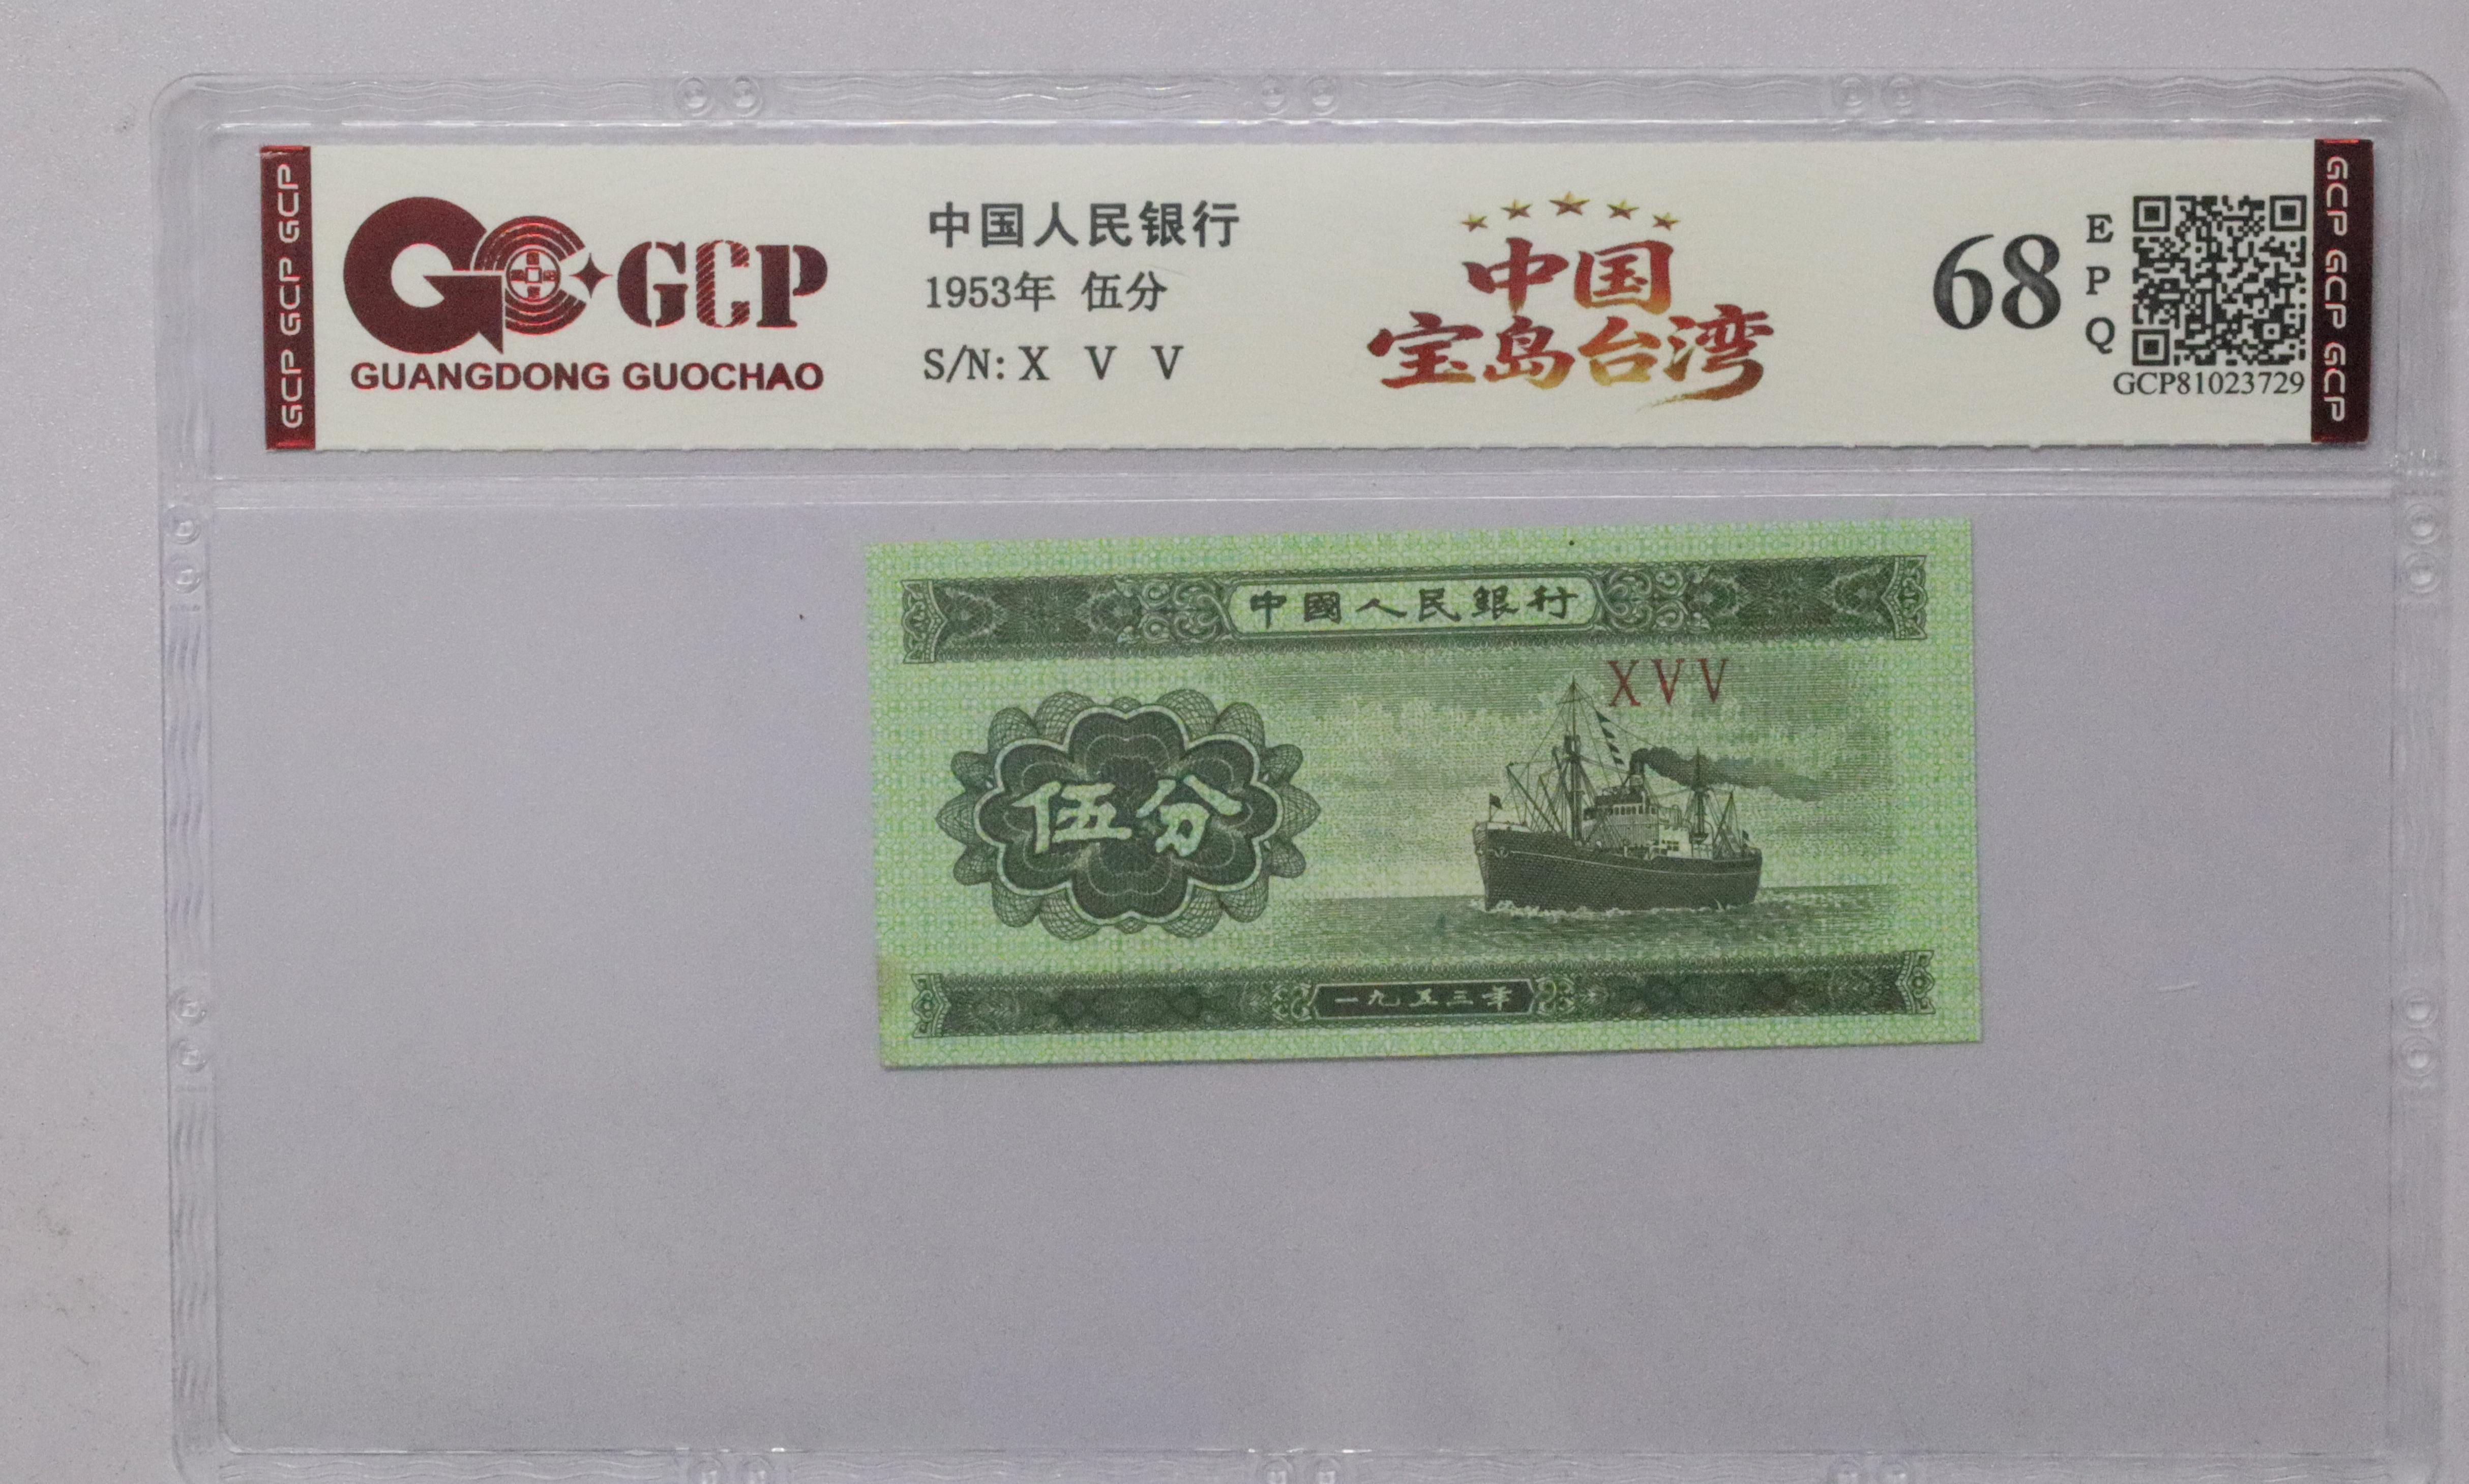 GCP GCP GCP
GCP
GUANGDONG GUOCHAO
中国人民银行
1953年 伍分
S/N: X V V
中国
宝岛台湾
68
EPQ
GCP81023729
GCP GCP GCP
中國人民銀行
XVV
伍分
一九五三年